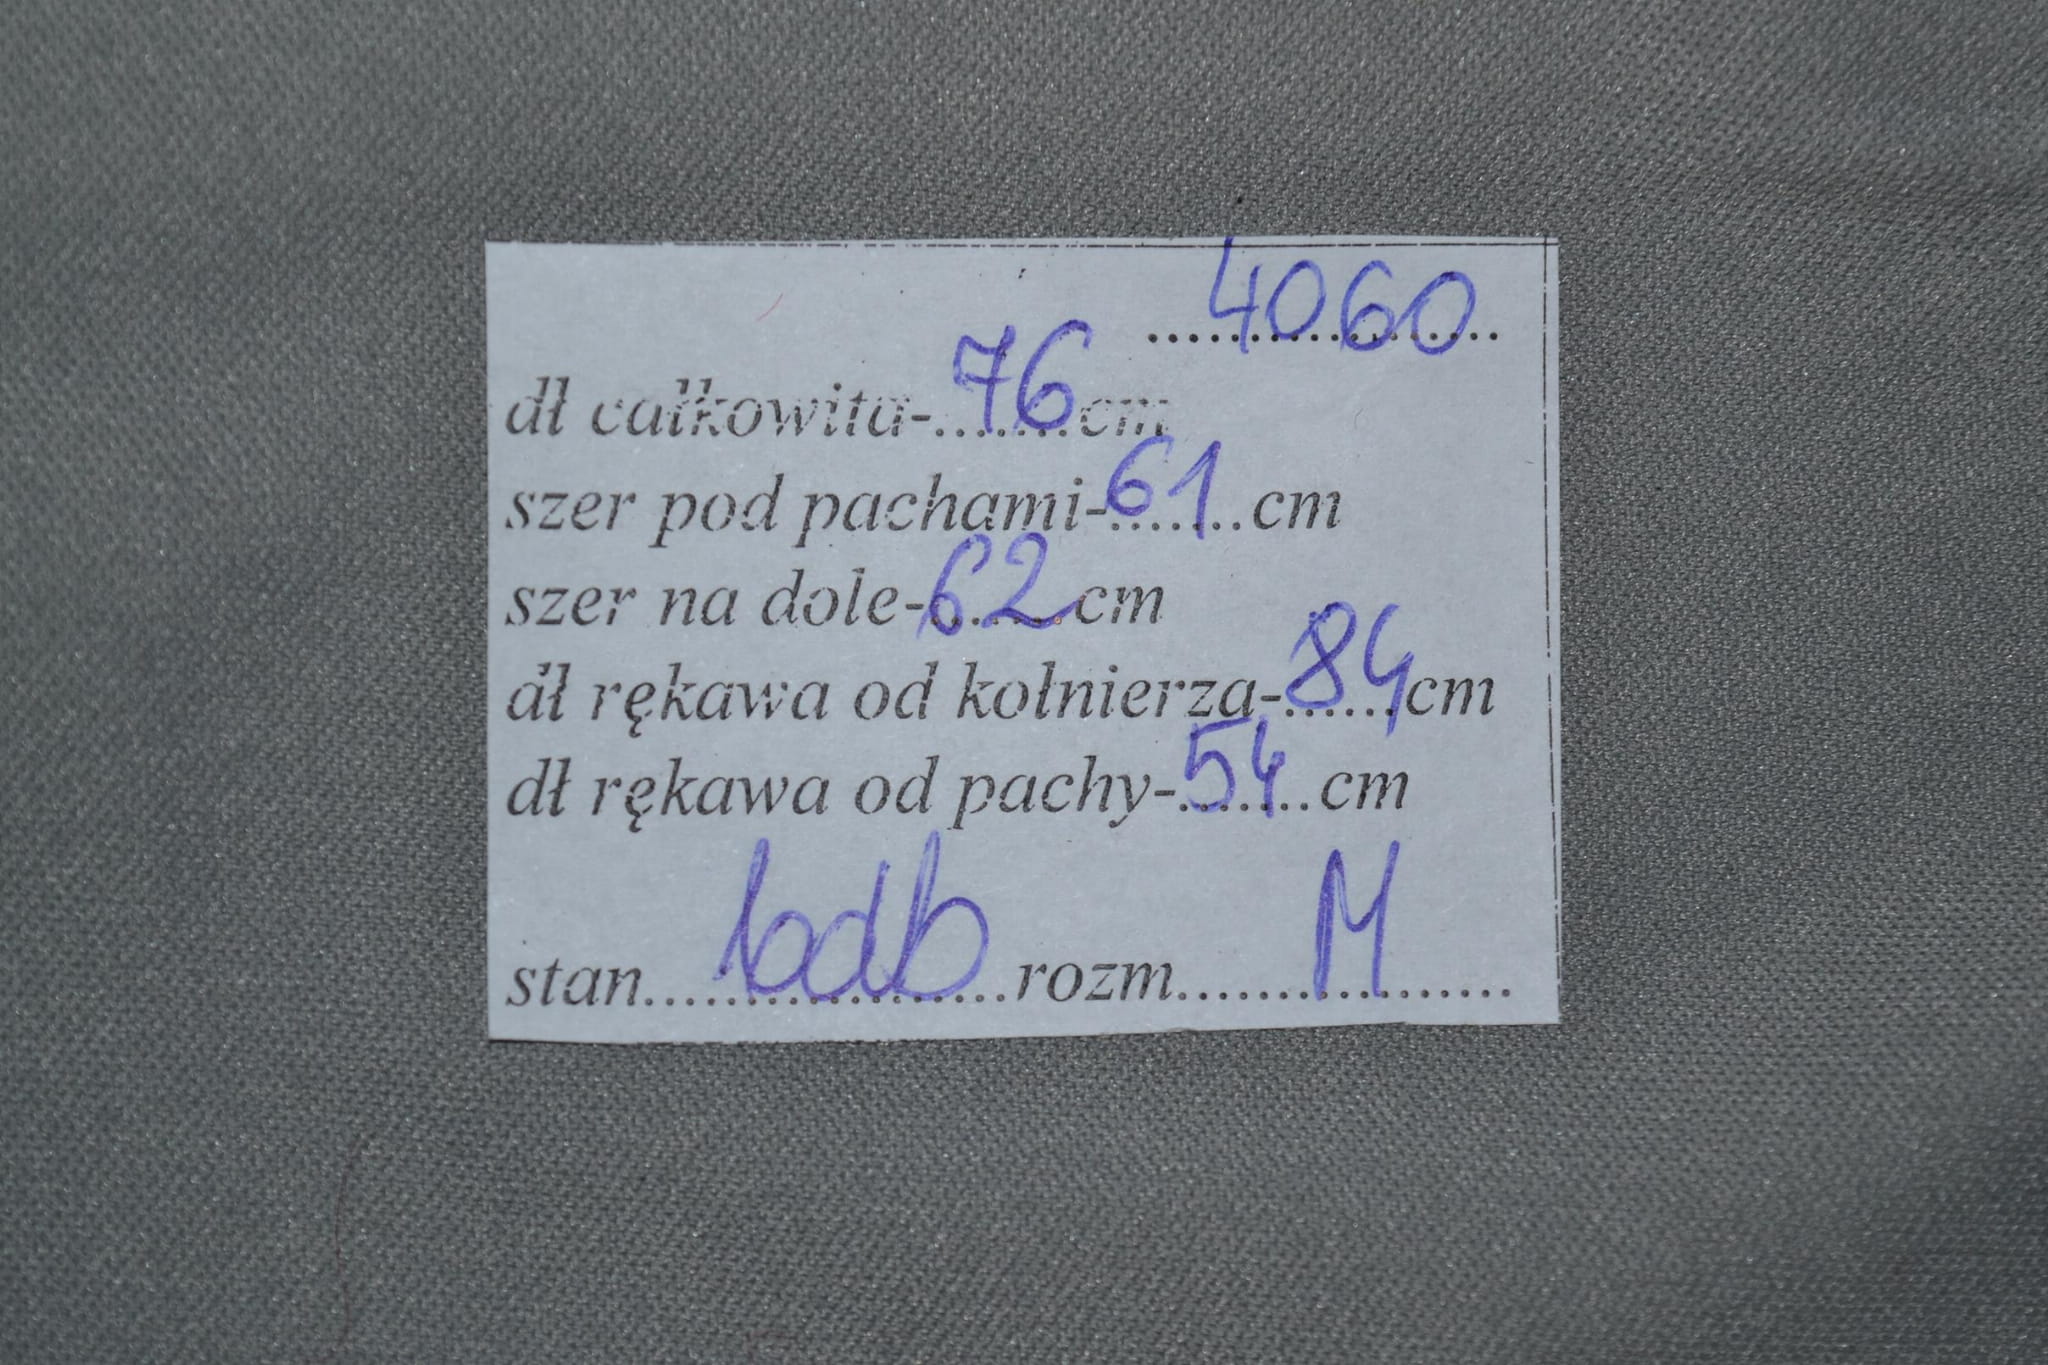 4060
dł całkowita-76cm
szer pod pachami-61cm
szer na dole-62cm
dł rękawa od kołnierza-84cm
dł rękawa od pachy-54cm
stan bdb rozm M